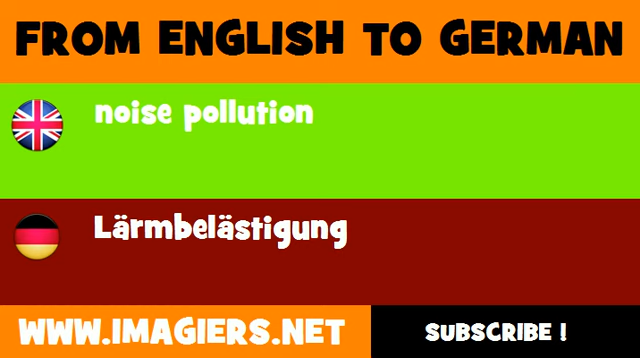 FROM ENGLISH TO GERMAN
noise pollution
Lärmbelästigung
WWW.IMAGIERS.NET
SUBSCRIBE !